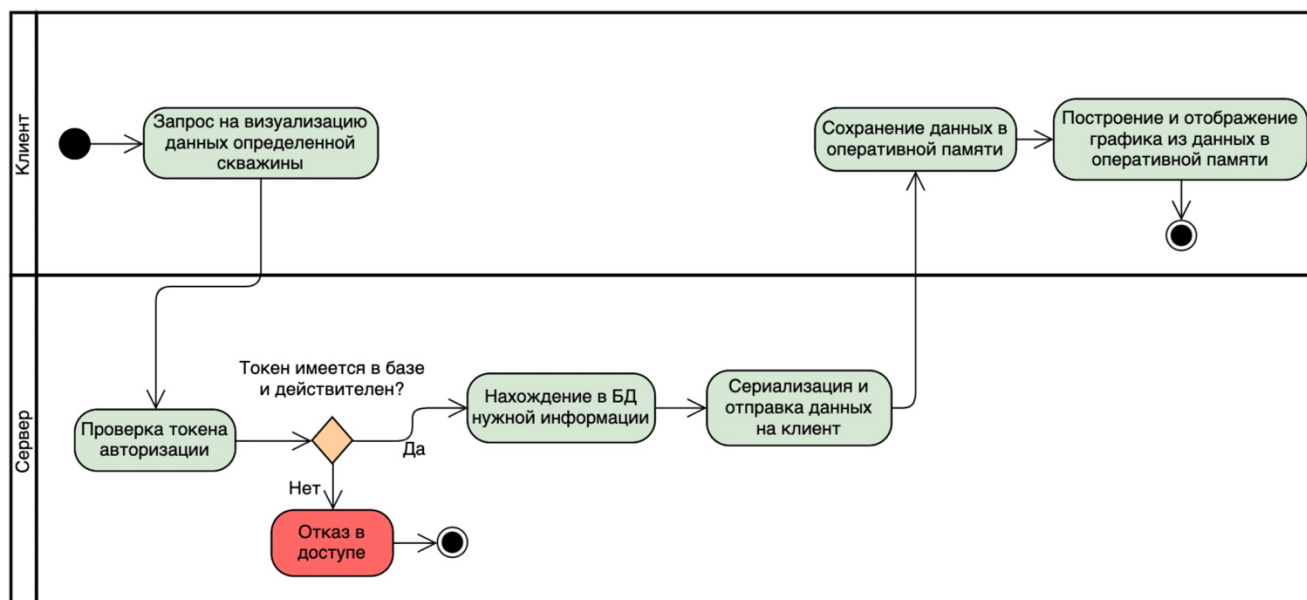 Клиент
Запрос на визуализацию
данных определенной
скважины
Сохранение данных в
оперативной памяти
Построение и отображение
графика из данных в
оперативной памяти
Сервер
Проверка токена
авторизации
Токен имеется в базе
и действителен?
Да
Нет
Отказ в
доступе
Нахождение в БД
нужной информации
Сериализация и
отправка данных
на клиент